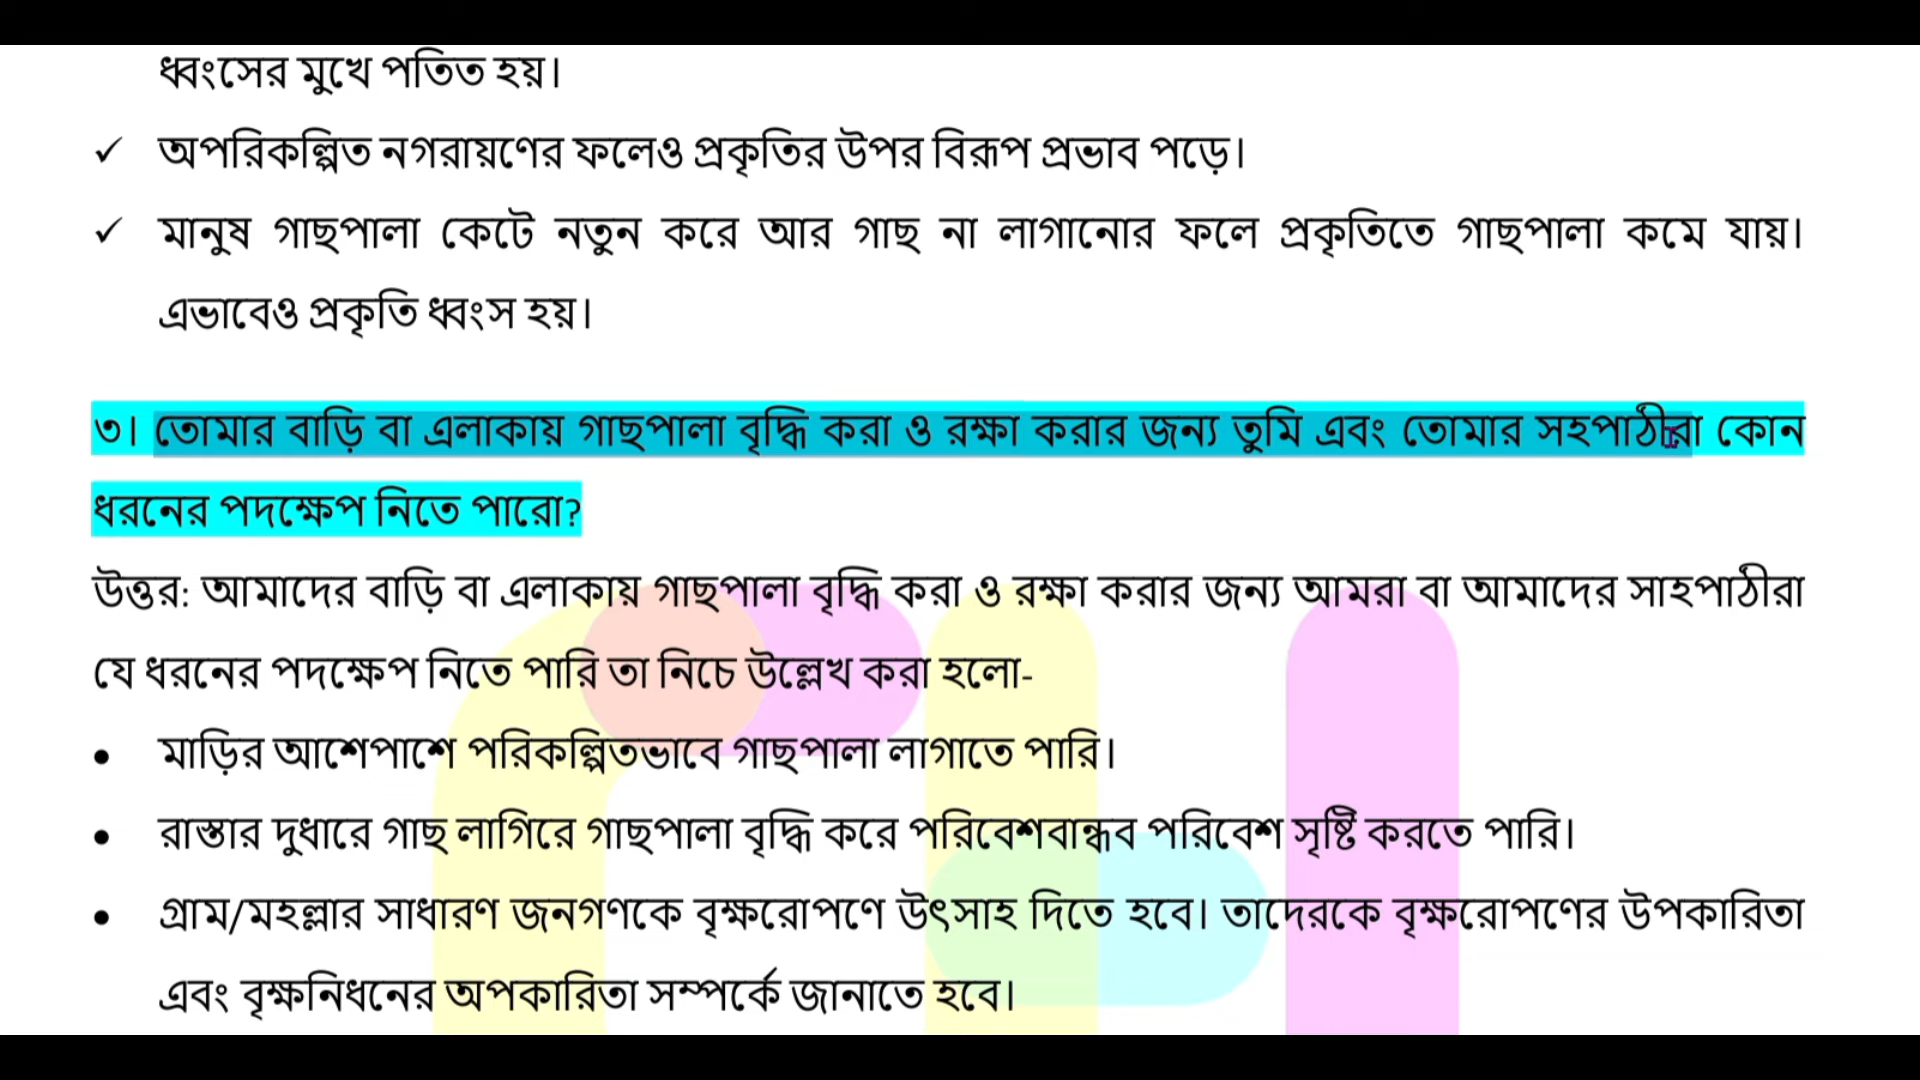 ধ্বংসের মুখে পতিত হয়।
✓ অপরিকল্পিত নগরায়ণের ফলেও প্রকৃতির উপর বিরূপ প্রভাব পড়ে।
✓ মানুষ গাছপালা কেটে নতুন করে আর গাছ না লাগানোর ফলে প্রকৃতিতে গাছপালা কমে যায়।
এভাবেও প্রকৃতি ধ্বংস হয়।
৩। তোমার বাড়ি বা এলাকায় গাছপালা বৃদ্ধি করা ও রক্ষা করার জন্য তুমি এবং তোমার সহপাঠীরা কোন
ধরনের পদক্ষেপ নিতে পারো?
উত্তর: আমাদের বাড়ি বা এলাকায় গাছপালা বৃদ্ধি করা ও রক্ষা করার জন্য আমরা বা আমাদের সাহপাঠীরা
যে ধরনের পদক্ষেপ নিতে পারি তা নিচে উল্লেখ করা হলো-
• মাড়ির আশেপাশে পরিকল্পিতভাবে গাছপালা লাগাতে পারি।
• রাস্তার দুধারে গাছ লাগিরে গাছপালা বৃদ্ধি করে পরিবেশবান্ধব পরিবেশ সৃষ্টি করতে পারি।
• গ্রাম/মহল্লার সাধারণ জনগণকে বৃক্ষরোপণে উৎসাহ দিতে হবে। তাদেরকে বৃক্ষরোপণের উপকারিতা
এবং বৃক্ষনিধনের অপকারিতা সম্পর্কে জানাতে হবে।